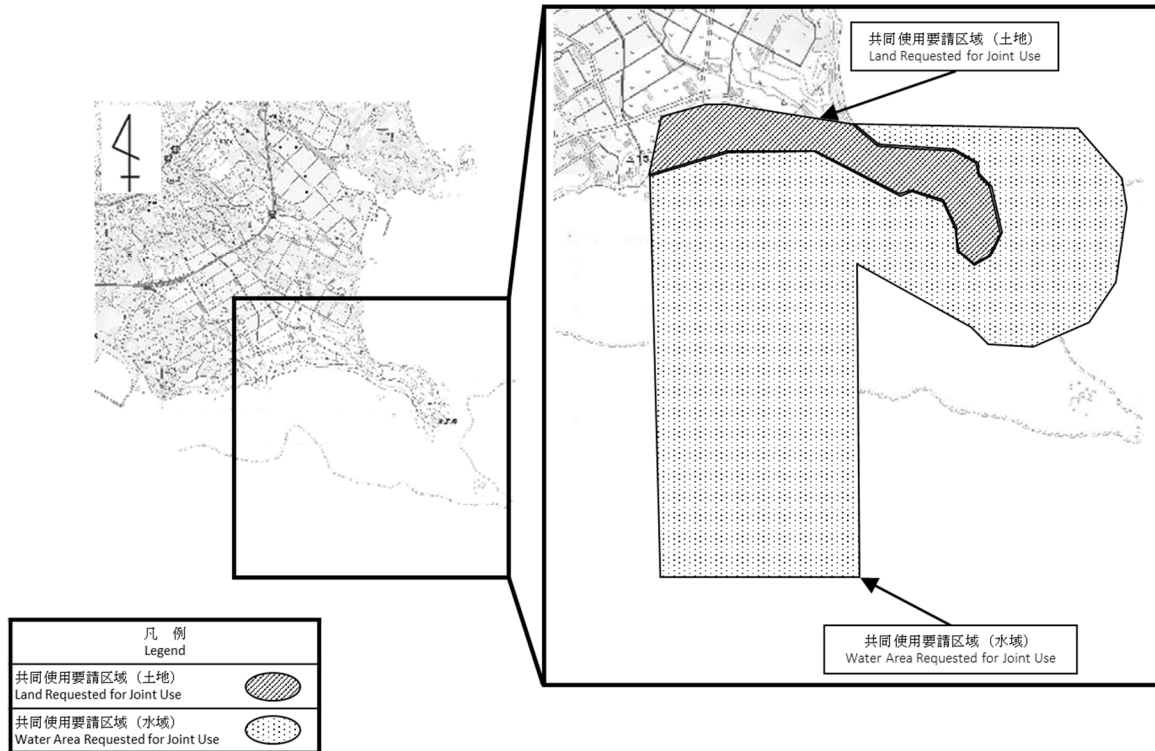 共同使用要請区域（土地）
Land Requested for Joint Use
共同使用要請区域（水域）
Water Area Requested for Joint Use
凡 例
Legend
共同使用要請区域（土地）
Land Requested for Joint Use
共同使用要請区域（水域）
Water Area Requested for Joint Use